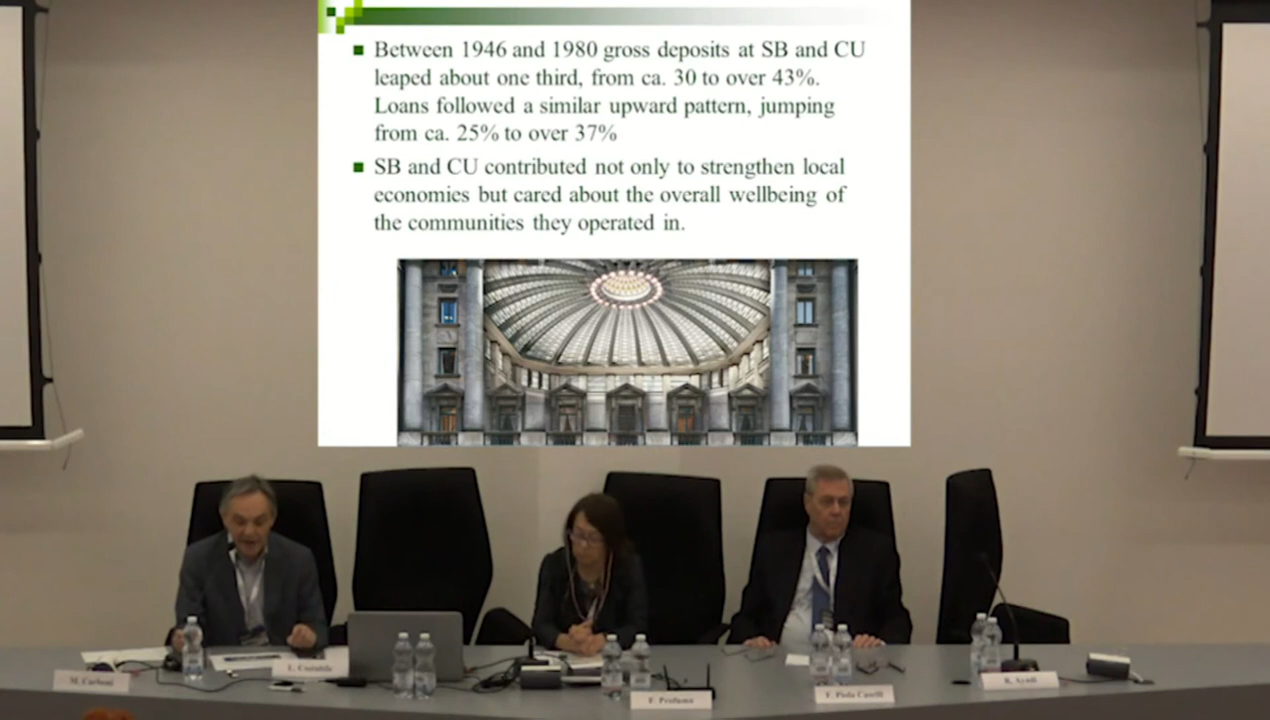 Between 1946 and 1980 gross deposits at SB and CU
leaped about one third, from ca. 30 to over 43%.
Loans followed a similar upward pattern, jumping
from ca. 25% to over 37%
SB and CU contributed not only to strengthen local
economies but cared about the overall wellbeing of
the communities they operated in.
M. Carboni
F. Piola Caselli
R. Ayadi